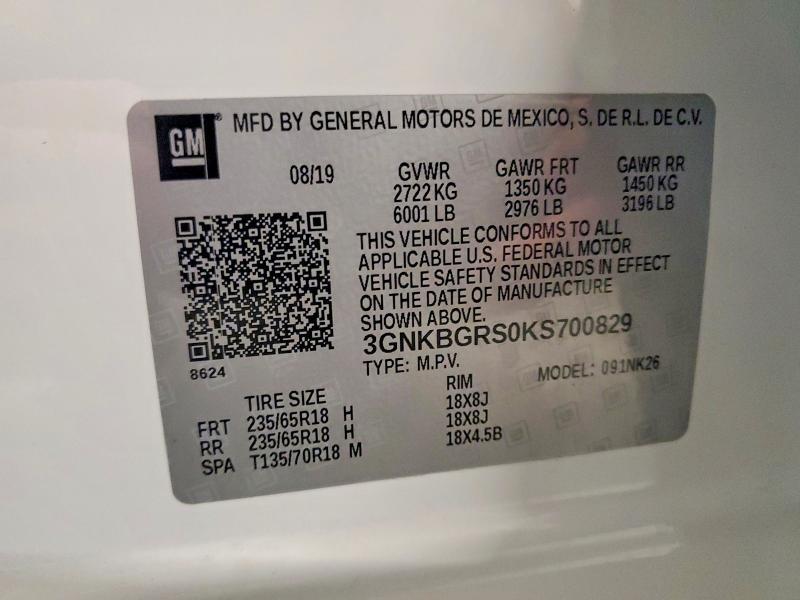 GM ® MFD BY GENERAL MOTORS DE MEXICO, S. DE R.L. DE C.V.
08/19 GVWR GAWR FRT GAWR RR
2722 KG 1350 KG 1450 KG
6001 LB 2976 LB 3196 LB
THIS VEHICLE CONFORMS TO ALL
APPLICABLE U.S. FEDERAL MOTOR
VEHICLE SAFETY STANDARDS IN EFFECT
ON THE DATE OF MANUFACTURE
SHOWN ABOVE.
3GNKBGRS0KS700829
8624
TYPE: M.P.V. MODEL: 091NK26
TIRE SIZE RIM
FRT 235/65R18 H 18X8J
RR 235/65R18 H 18X8J
SPA T135/70R18 M 18X4.5B